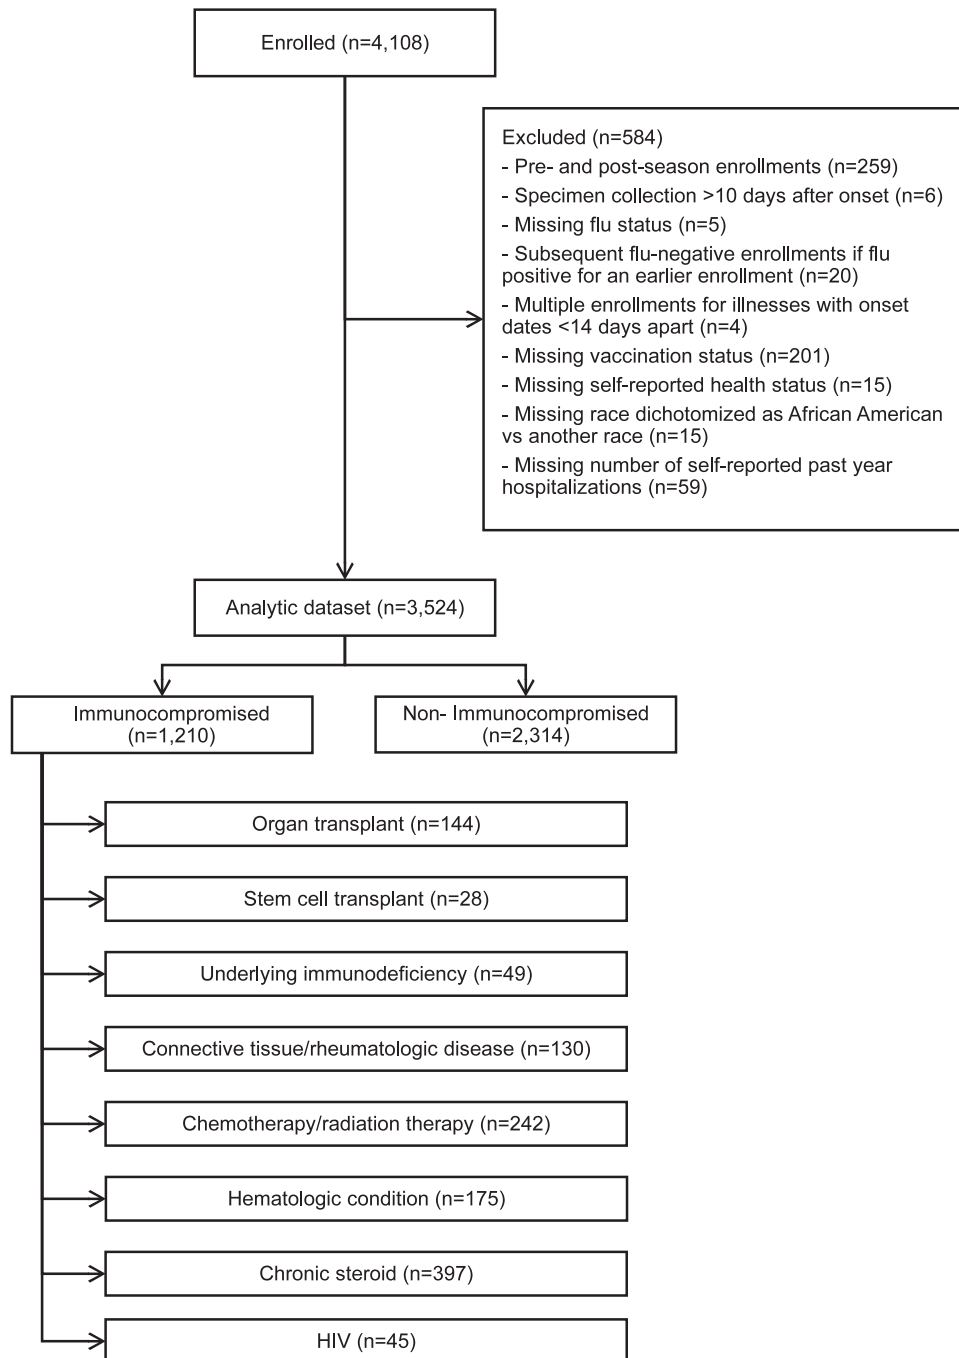 Enrolled (n=4,108)
Excluded (n=584)
- Pre- and post-season enrollments (n=259)
- Specimen collection >10 days after onset (n=6)
- Missing flu status (n=5)
- Subsequent flu-negative enrollments if flu
positive for an earlier enrollment (n=20)
- Multiple enrollments for illnesses with onset
dates <14 days apart (n=4)
- Missing vaccination status (n=201)
- Missing self-reported health status (n=15)
- Missing race dichotomized as African American
vs another race (n=15)
- Missing number of self-reported past year
hospitalizations (n=59)
Analytic dataset (n=3,524)
Immunocompromised
(n=1,210)
Non- Immunocompromised
(n=2,314)
Organ transplant (n=144)
Stem cell transplant (n=28)
Underlying immunodeficiency (n=49)
Connective tissue/rheumatologic disease (n=130)
Chemotherapy/radiation therapy (n=242)
Hematologic condition (n=175)
Chronic steroid (n=397)
HIV (n=45)